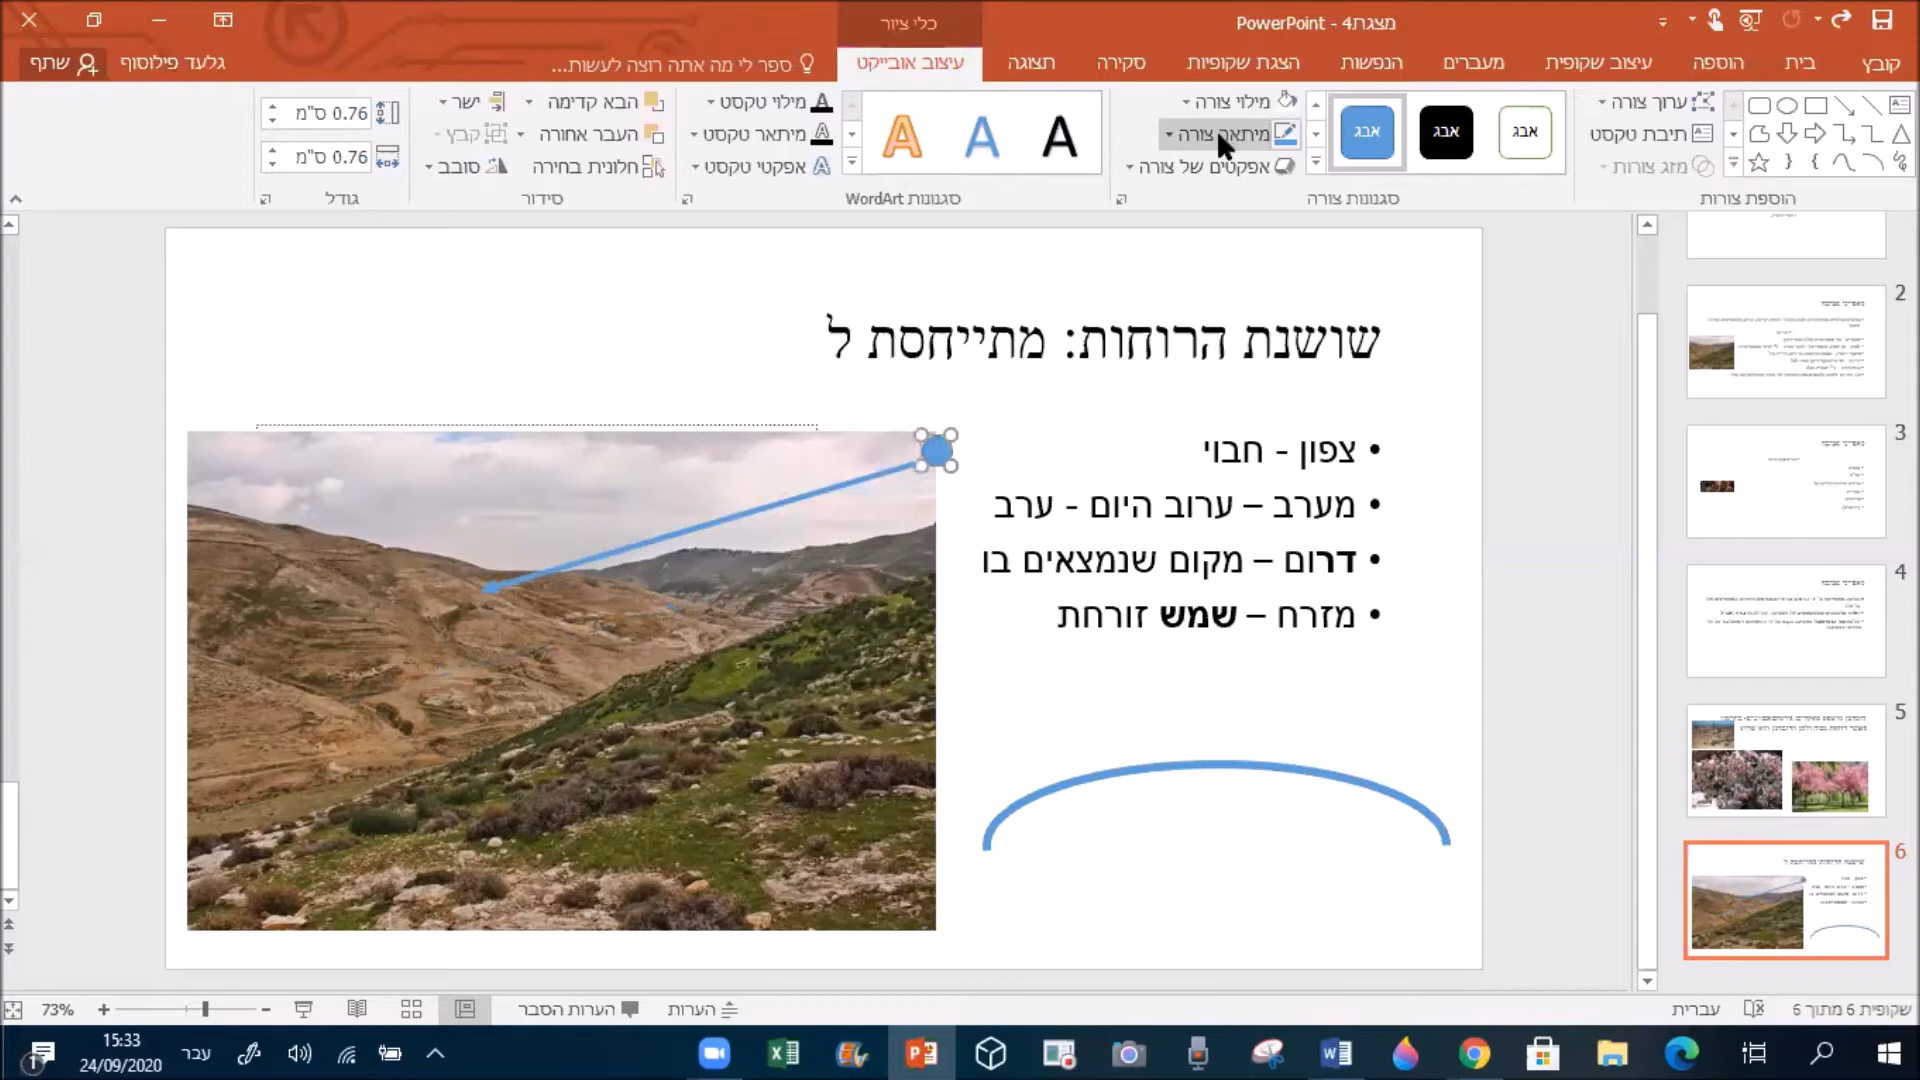 מצגת4 - PowerPoint
כלי ציור
קובץ
בית
הוספה
עיצוב שקופית
מעברים
הנפשות
הצגת שקופיות
סקירה
תצוגה
עיצוב אובייקט
ספר לי מה אתה רוצה לעשות...
גלעד פילוסוף
שתף
ערוך צורה
תיבת טקסט
מזג צורות
הוספת צורות
אבג
אבג
אבג
מילוי צורה
מיתאר צורה
אפקטים של צורה
סגנונות צורה
A A A
מילוי טקסט
מיתאר טקסט
אפקטי טקסט
סגנונות WordArt
הבא קדימה
העבר אחורה
חלונית בחירה
ישר
קבץ
סובב
סידור
0.76 ס"מ
0.76 ס"מ
גודל
שושנת הרוחות: מתייחסת ל
• צפון - חבוי
• מערב – ערוב היום - ערב
• דרום – מקום שנמצאים בו
• מזרח – שמש זורחת
2
3
4
5
6
שקופית 6 מתוך 6
עברית
הערות
הערות הסבר
73%
עבר
15:33
24/09/2020
1